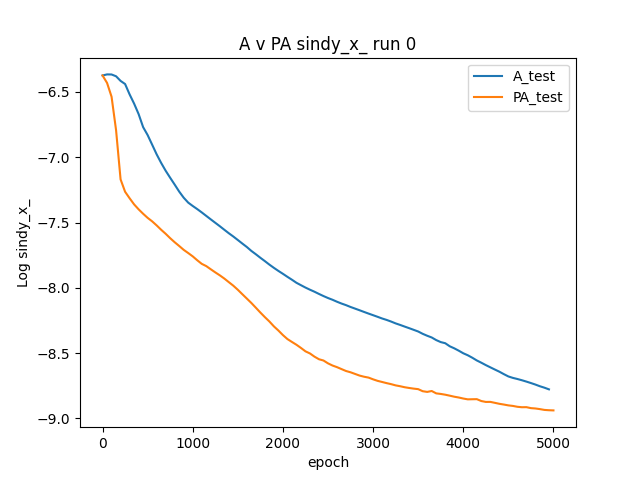 A v PA sindy_x_ run 0
A_test
PA_test
−6.5
−7.0
−7.5
−8.0
−8.5
−9.0
Log sindy_x_
0 1000 2000 3000 4000 5000
epoch